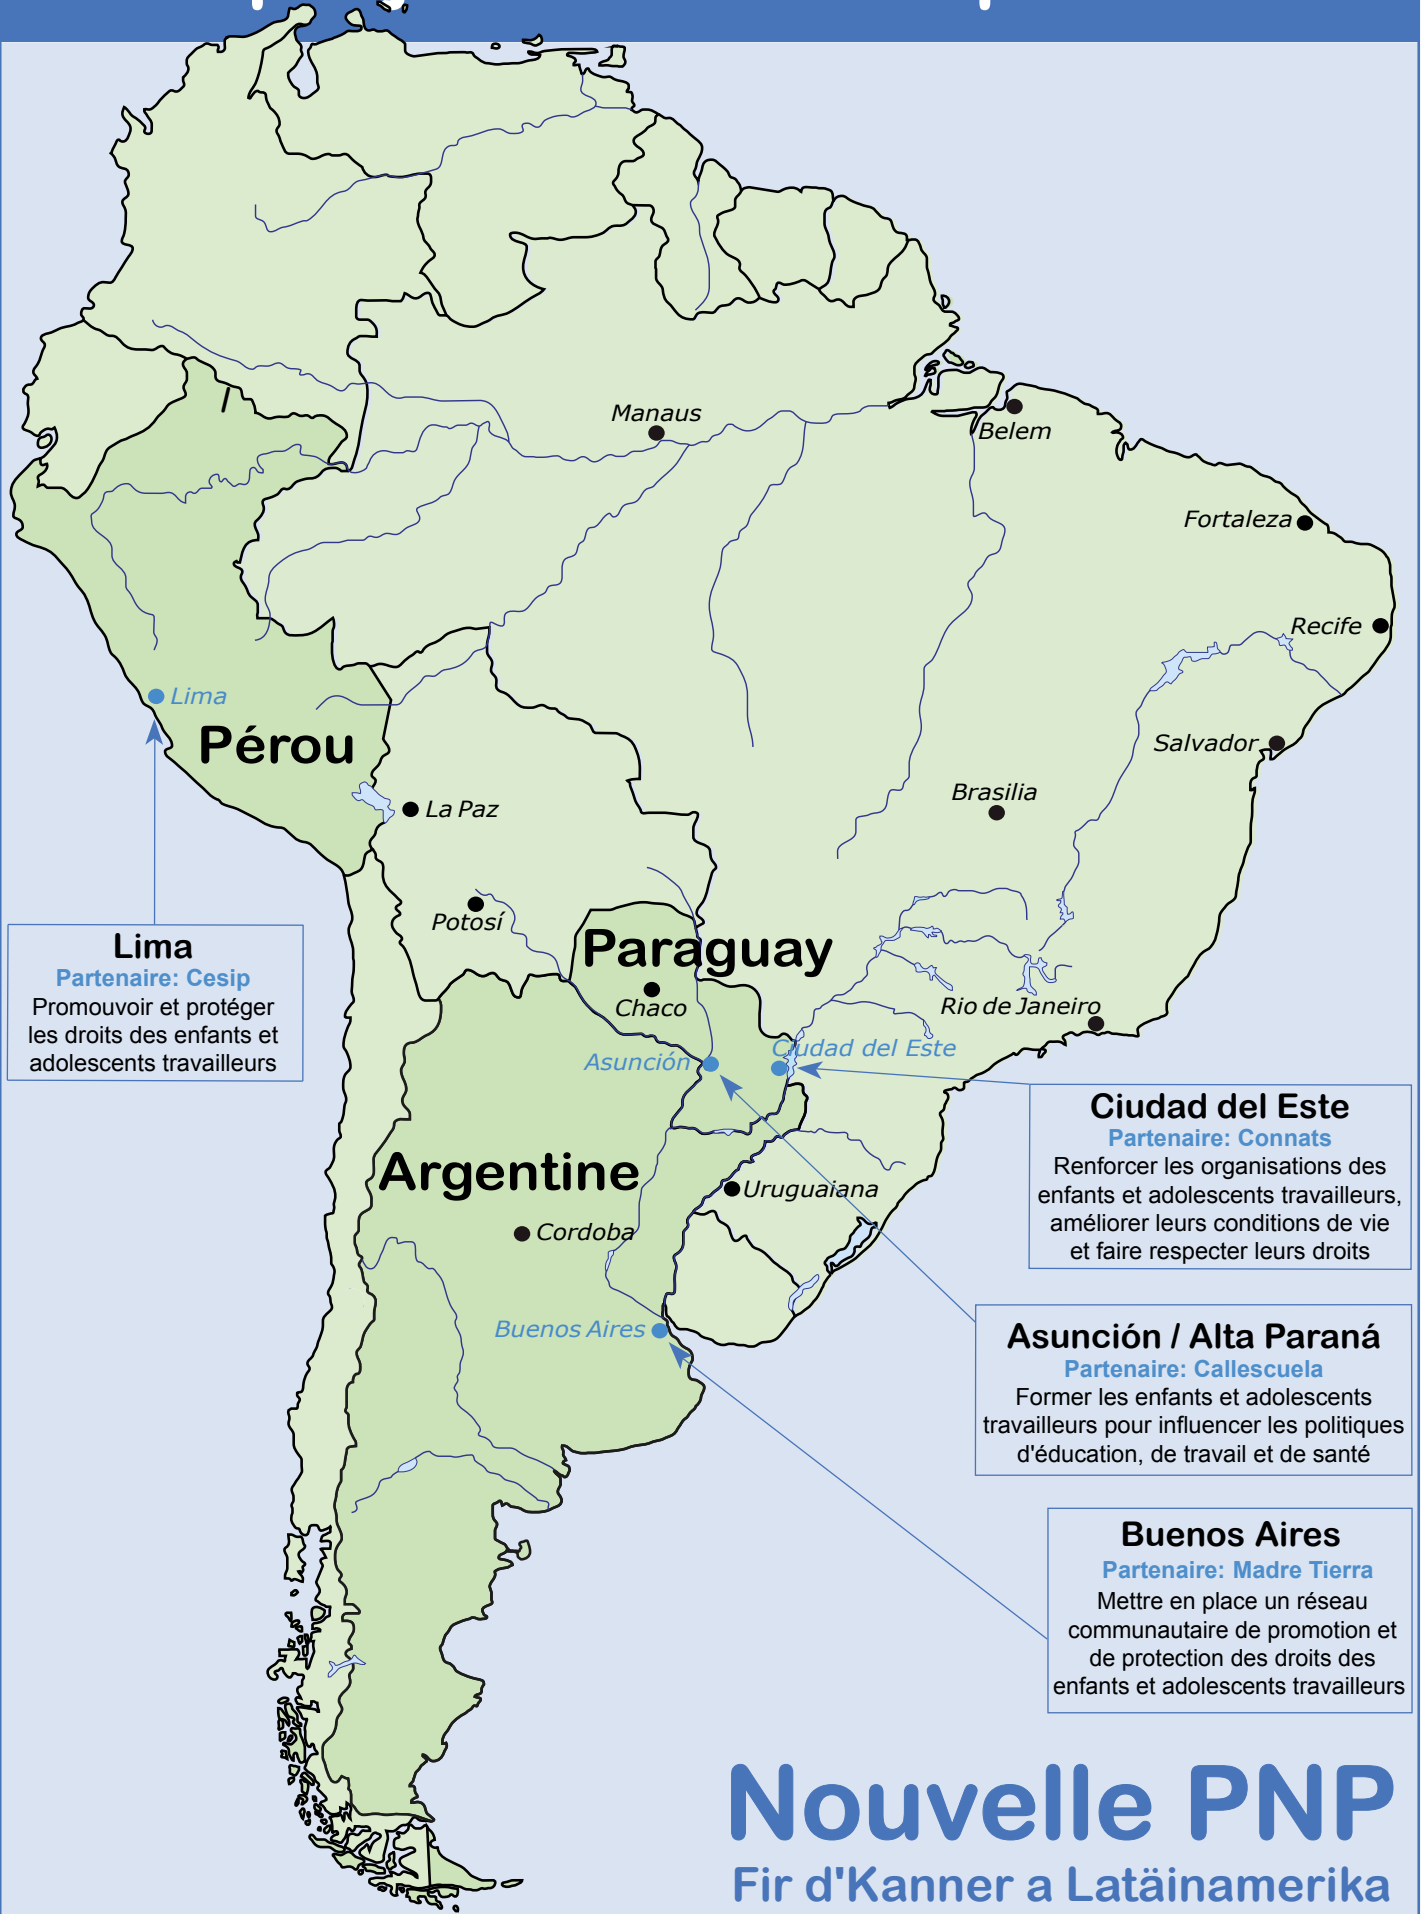 Manaus
Belem
Fortaleza
Recife
Lima
Pérou
Salvador
Brasilia
La Paz
Potosí
Paraguay
Chaco
Rio de Janeiro
Asunción
Ciudad del Este
Argentine
Uruguaiana
Cordoba
Buenos Aires
Lima
Partenaire: Cesip
Promouvoir et protéger
les droits des enfants et
adolescents travailleurs
Ciudad del Este
Partenaire: Connats
Renforcer les organisations des
enfants et adolescents travailleurs,
améliorer leurs conditions de vie
et faire respecter leurs droits
Asunción / Alta Paraná
Partenaire: Callescuela
Former les enfants et adolescents
travailleurs pour influencer les politiques
d'éducation, de travail et de santé
Buenos Aires
Partenaire: Madre Tierra
Mettre en place un réseau
communautaire de promotion et
de protection des droits des
enfants et adolescents travailleurs
Nouvelle PNP
Fir d'Kanner a Latäinamerika